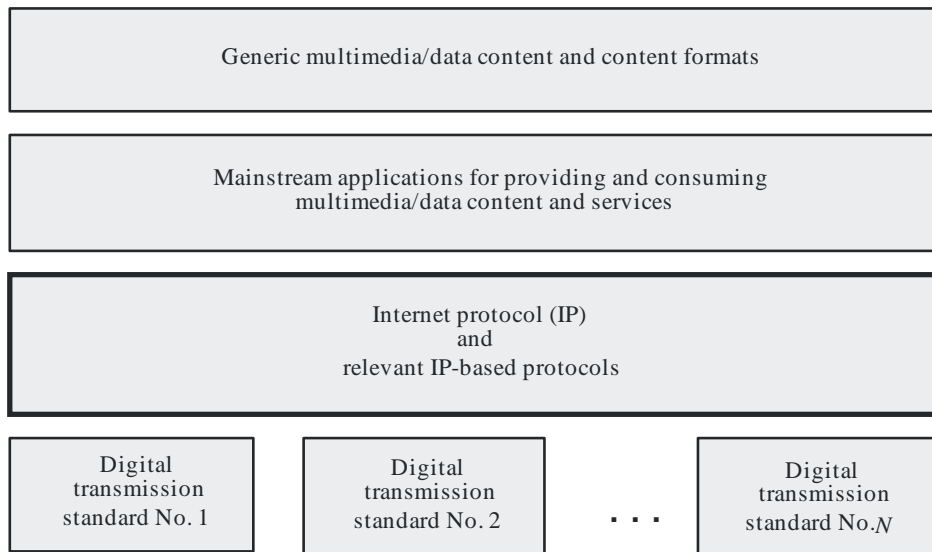 Generic multimedia/data content and content formats
Mainstream applications for providing and consuming
multimedia/data content and services
Internet protocol (IP)
and
relevant IP-based protocols
Digital
transmission
standard No. 1
Digital
transmission
standard No. 2
. . .
Digital
transmission
standard No.N